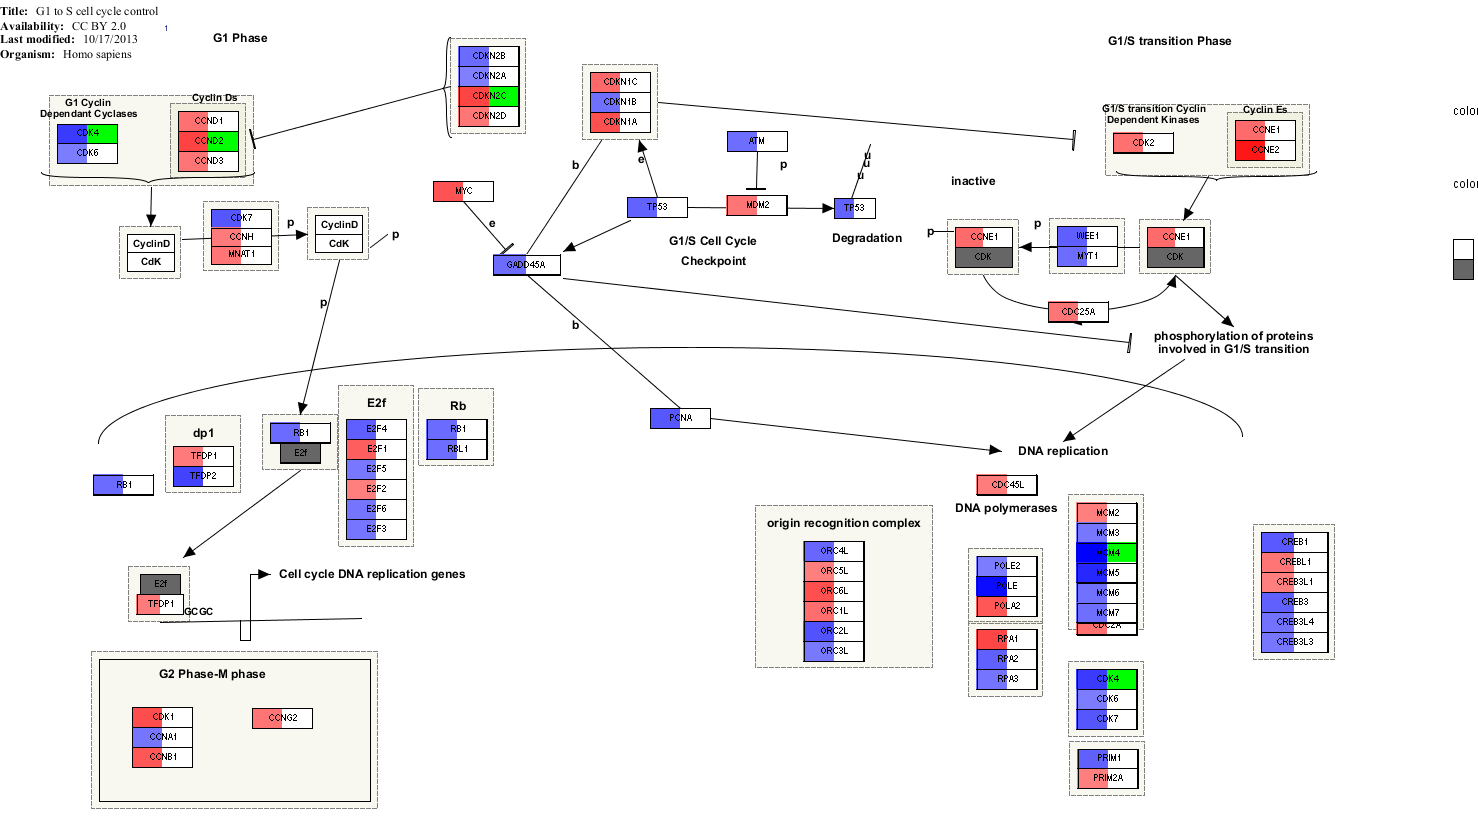 Title: G1 to S cell cycle control
Availability: CC BY 2.0
1
Last modified: 10/17/2013
Organism: Homo sapiens
G1 Phase
G1/S transition Phase
G1 Cyclin
Dependant Cyclases
CDK4
CDK6
Cyclin Ds
CCND1
CCND2
CCND3
CDKN2B
CDKN2A
CDKN2C
CDKN2D
CDKN1C
CDKN1B
CDKN1A
ATM
p
b
e
u
u
u
MYC
e
TP53
MDM2
TP53
Degradation
G1/S Cell Cycle
Checkpoint
GADD45A
G1/S transition Cyclin
Dependent Kinases
CDK2
Cyclin Es
CCNE1
CCNE2
color
color
inactive
p
CCNE1
CDK
p
WEE1
MYT1
CCNE1
CDK
CDC25A
phosphorylation of proteins
involved in G1/S transition
CyclinD
CdK
CDK7
CCNH
MNAT1
p
CyclinD
CdK
p
p
b
PCNA
DNA replication
CDC45L
DNA polymerases
RB1
dp1
TFDP1
TFDP2
RB1
E2f
E2f
E2F4
E2F1
E2F5
E2F2
E2F6
E2F3
Rb
RB1
RBL1
E2f
TFDP1
GCGC
Cell cycle DNA replication genes
G2 Phase-M phase
CDK1
CCNA1
CCNB1
CCNG2
origin recognition complex
ORC4L
ORC5L
ORC6L
ORC1L
ORC2L
ORC3L
POLE2
POLE
POLA2
RPA1
RPA2
RPA3
MCM2
MCM3
MCM4
MCM5
MCM6
MCM7
CDC2A
CDK4
CDK6
CDK7
PRIM1
PRIM2A
CREB1
CREBL1
CREB3L1
CREB3
CREB3L4
CREB3L3